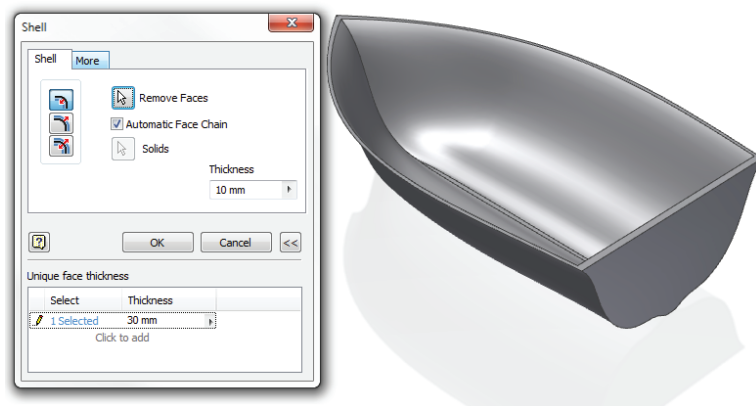 Shell
Shell More
Remove Faces
Automatic Face Chain
Solids
Thickness
10 mm
? OK Cancel <<
Unique face thickness
Select Thickness
1 Selected 30 mm
Click to add